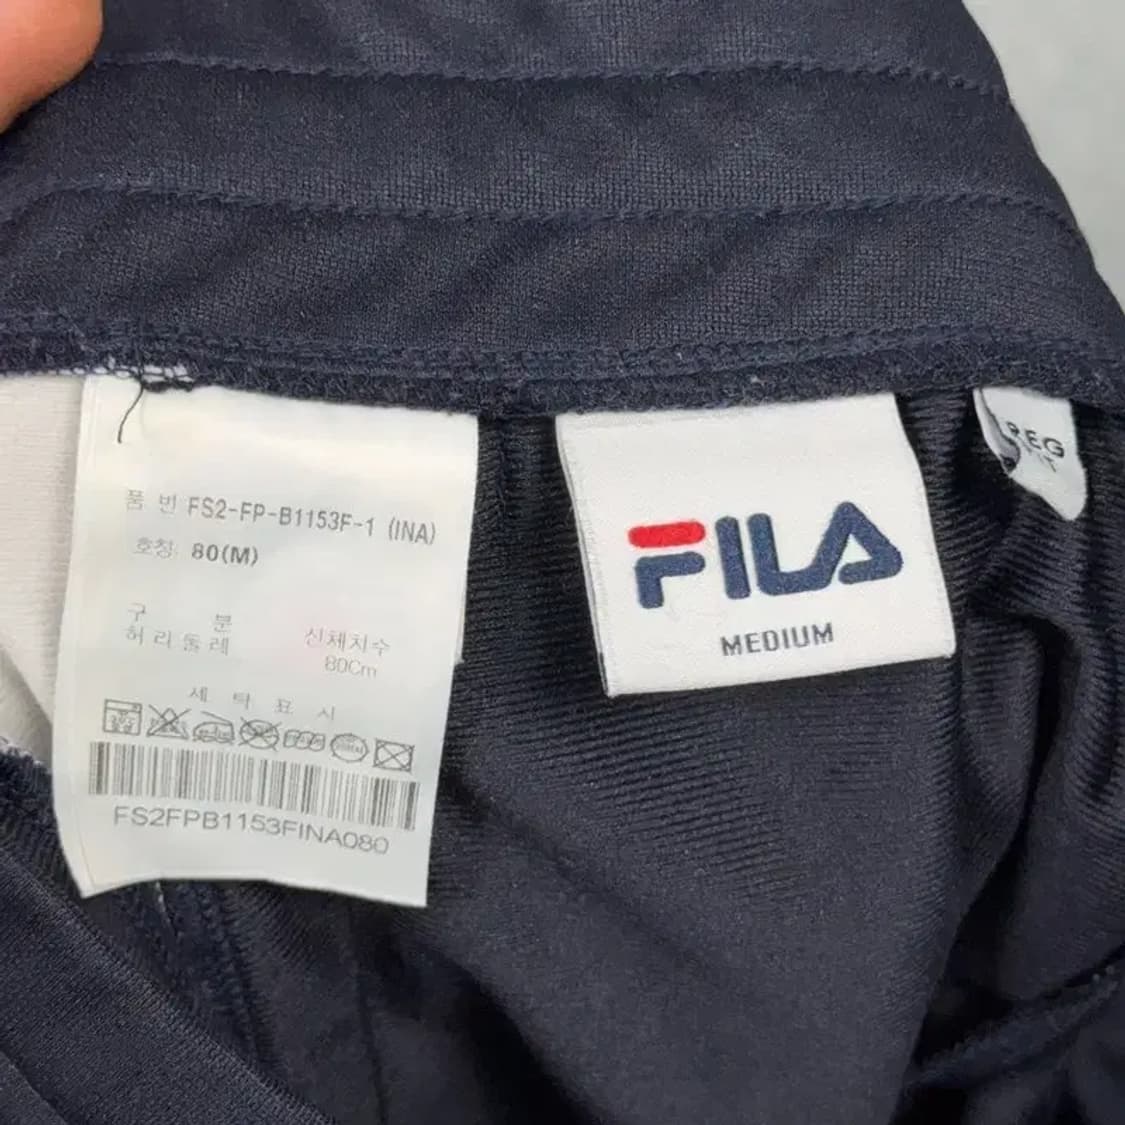 품 번 FS2-FP-B1153F-1 (INA)
호칭: 80(M)
구 분 신체치수
허리둘레 80Cm
세 탁 표 시
FS2FPB1153FINA080
FILA
MEDIUM
REG